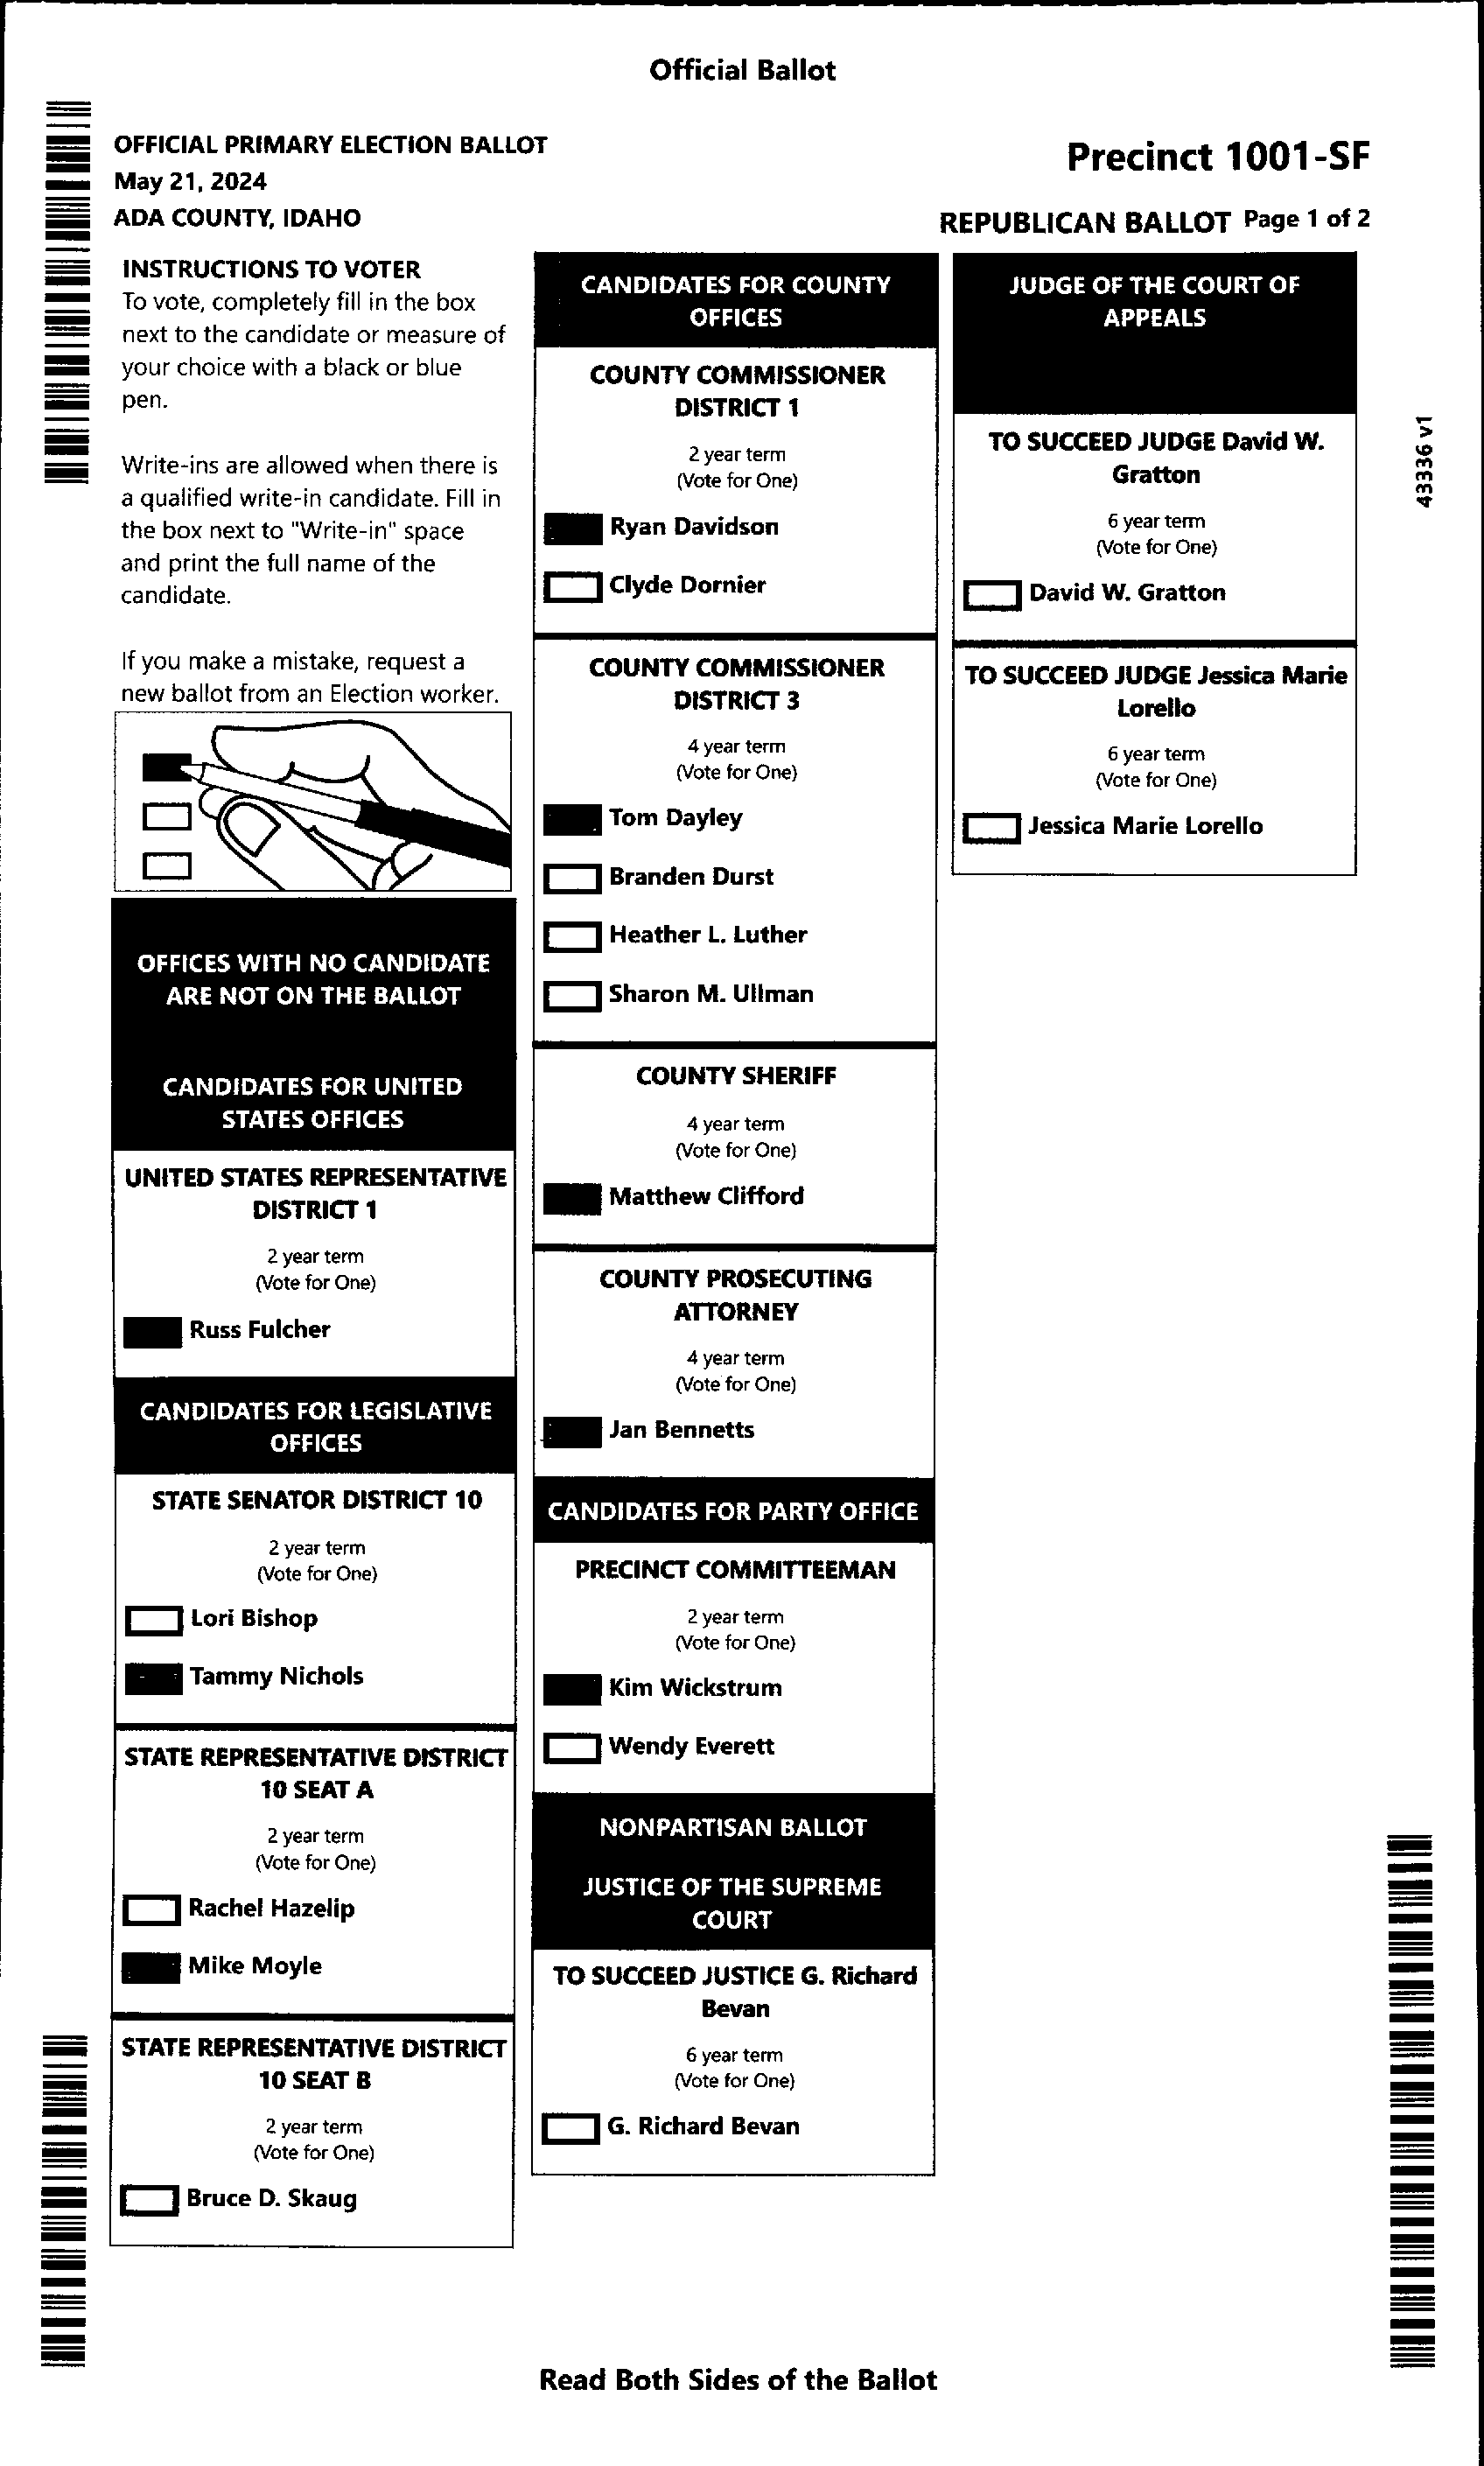 Official Ballot
OFFICIAL PRIMARY ELECTION BALLOT
May 21, 2024
ADA COUNTY, IDAHO
Precinct 1001-SF
REPUBLICAN BALLOT Page 1 of 2
INSTRUCTIONS TO VOTER
To vote, completely fill in the box
next to the candidate or measure of
your choice with a black or blue
pen.
Write-ins are allowed when there is
a qualified write-in candidate. Fill in
the box next to "Write-in" space
and print the full name of the
candidate.
If you make a mistake, request a
new ballot from an Election worker.
OFFICES WITH NO CANDIDATE
ARE NOT ON THE BALLOT
CANDIDATES FOR UNITED
STATES OFFICES
UNITED STATES REPRESENTATIVE
DISTRICT 1
2 year term
(Vote for One)
Russ Fulcher
CANDIDATES FOR LEGISLATIVE
OFFICES
STATE SENATOR DISTRICT 10
2 year term
(Vote for One)
Lori Bishop
Tammy Nichols
STATE REPRESENTATIVE DISTRICT
10 SEAT A
2 year term
(Vote for One)
Rachel Hazelip
Mike Moyle
STATE REPRESENTATIVE DISTRICT
10 SEAT B
2 year term
(Vote for One)
Bruce D. Skaug
CANDIDATES FOR COUNTY
OFFICES
COUNTY COMMISSIONER
DISTRICT 1
2 year term
(Vote for One)
Ryan Davidson
Clyde Dornier
COUNTY COMMISSIONER
DISTRICT 3
4 year term
(Vote for One)
Tom Dayley
Branden Durst
Heather L. Luther
Sharon M. Ullman
COUNTY SHERIFF
4 year term
(Vote for One)
Matthew Clifford
COUNTY PROSECUTING
ATTORNEY
4 year term
(Vote for One)
Jan Bennetts
CANDIDATES FOR PARTY OFFICE
PRECINCT COMMITTEEMAN
2 year term
(Vote for One)
Kim Wickstrum
Wendy Everett
NONPARTISAN BALLOT
JUSTICE OF THE SUPREME
COURT
TO SUCCEED JUSTICE G. Richard
Bevan
6 year term
(Vote for One)
G. Richard Bevan
JUDGE OF THE COURT OF
APPEALS
TO SUCCEED JUDGE David W.
Gratton
6 year term
(Vote for One)
David W. Gratton
TO SUCCEED JUDGE Jessica Marie
Lorello
6 year term
(Vote for One)
Jessica Marie Lorello
43336 v1
Read Both Sides of the Ballot